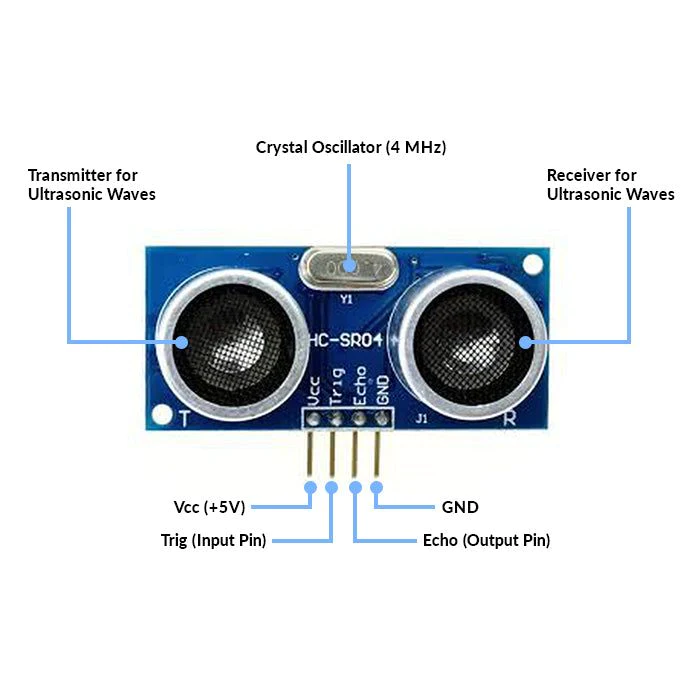 Crystal Oscillator (4 MHz)
Transmitter for
Ultrasonic Waves
Receiver for
Ultrasonic Waves
Y1
HC-SR04
Vcc
Trig
Echo
GND
T
J1
R
Vcc (+5V)
GND
Trig (Input Pin)
Echo (Output Pin)